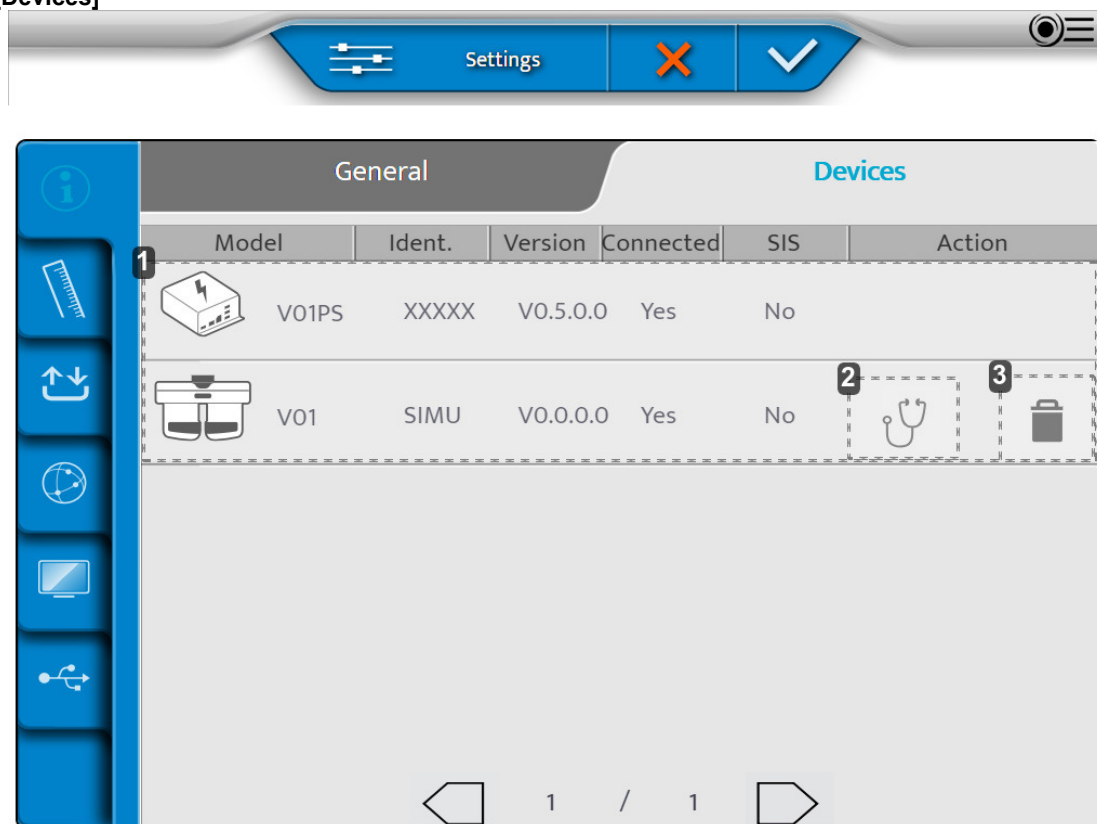 [Devices]
Settings
General Devices
Model Ident. Version Connected SIS Action
1
V01PS XXXXX V0.5.0.0 Yes No
2 3
V01 SIMU V0.0.0.0 Yes No
1 / 1